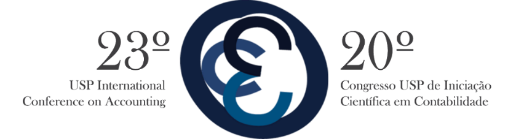 23º
USP International
Conference on Accounting
20º
Congresso USP de Iniciação
Científica em Contabilidade